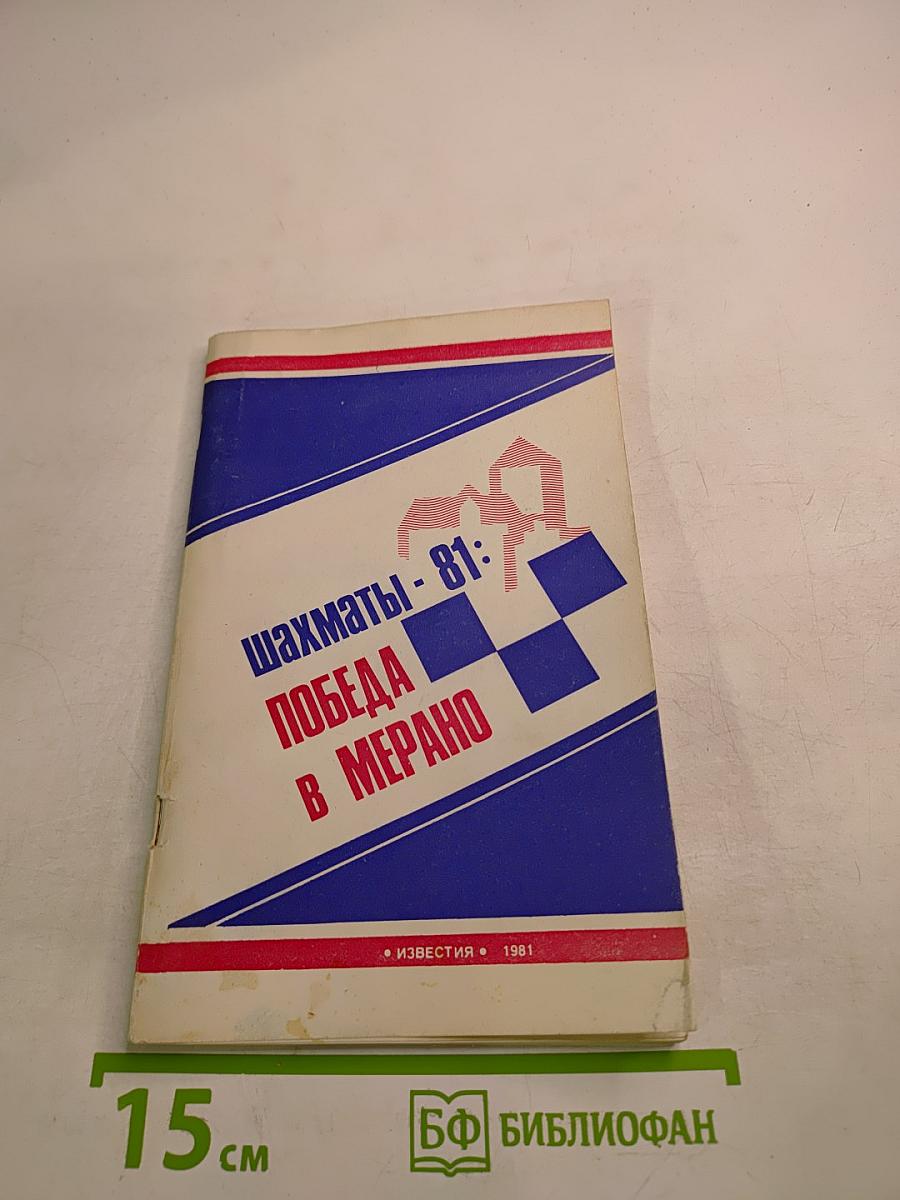 шахматы - 81:
ПОБЕДА
в МЕРАНО
• ИЗВЕСТИЯ • 1981
15 см
БФ БИБЛИОФАН